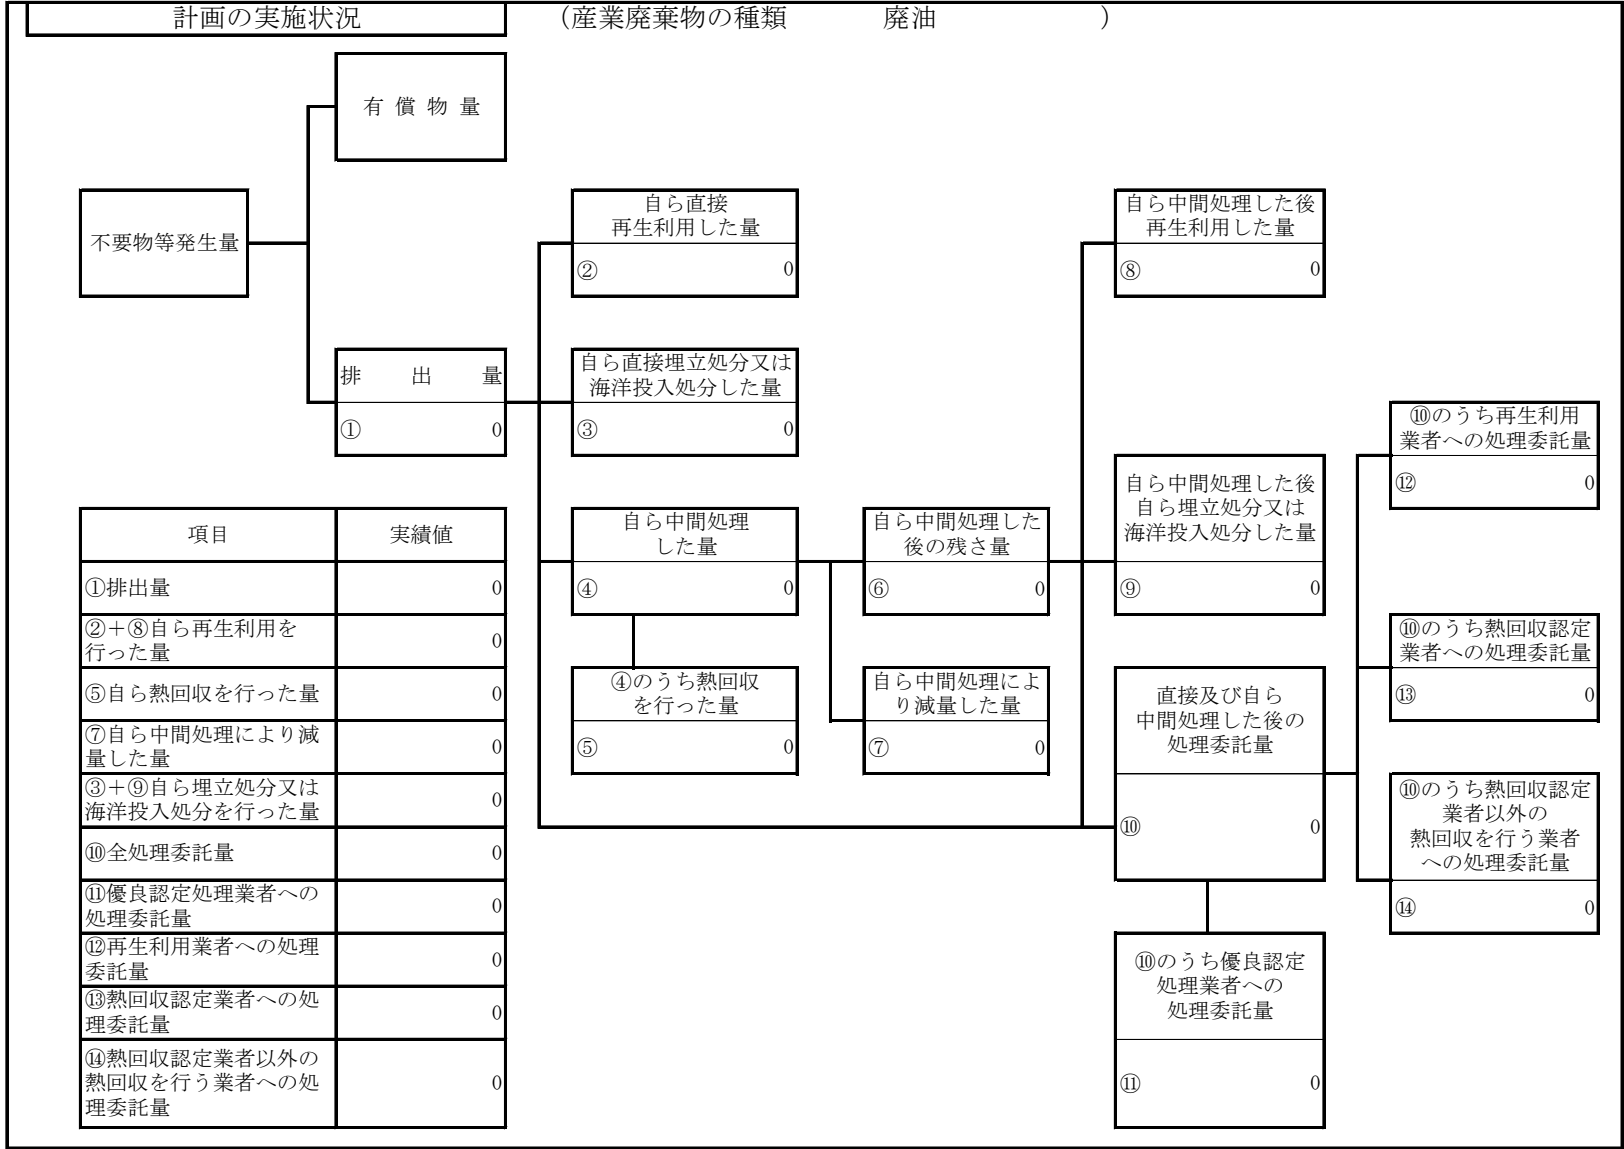 計画の実施状況　（産業廃棄物の種類　廃油　）
有償物量
不要物等発生量
排出量
① 0
自ら直接
再生利用した量
② 0
自ら直接埋立処分又は
海洋投入処分した量
③ 0
自ら中間処理
した量
④ 0
④のうち熱回収
を行った量
⑤ 0
自ら中間処理した
後の残さ量
⑥ 0
自ら中間処理によ
り減量した量
⑦ 0
自ら中間処理した後
再生利用した量
⑧ 0
自ら中間処理した後
自ら埋立処分又は
海洋投入処分した量
⑨ 0
直接及び自ら
中間処理した後の
処理委託量
⑩ 0
⑩のうち優良認定
処理業者への
処理委託量
⑪ 0
⑩のうち再生利用
業者への処理委託量
⑫ 0
⑩のうち熱回収認定
業者への処理委託量
⑬ 0
⑩のうち熱回収認定
業者以外の
熱回収を行う業者
への処理委託量
⑭ 0
項目 実績値
①排出量 0
②＋⑧自ら再生利用を
行った量 0
⑤自ら熱回収を行った量 0
⑦自ら中間処理により減
量した量 0
③＋⑨自ら埋立処分又は
海洋投入処分を行った量 0
⑩全処理委託量 0
⑪優良認定処理業者への
処理委託量 0
⑫再生利用業者への処理
委託量 0
⑬熱回収認定業者への処
理委託量 0
⑭熱回収認定業者以外の
熱回収を行う業者への処
理委託量 0